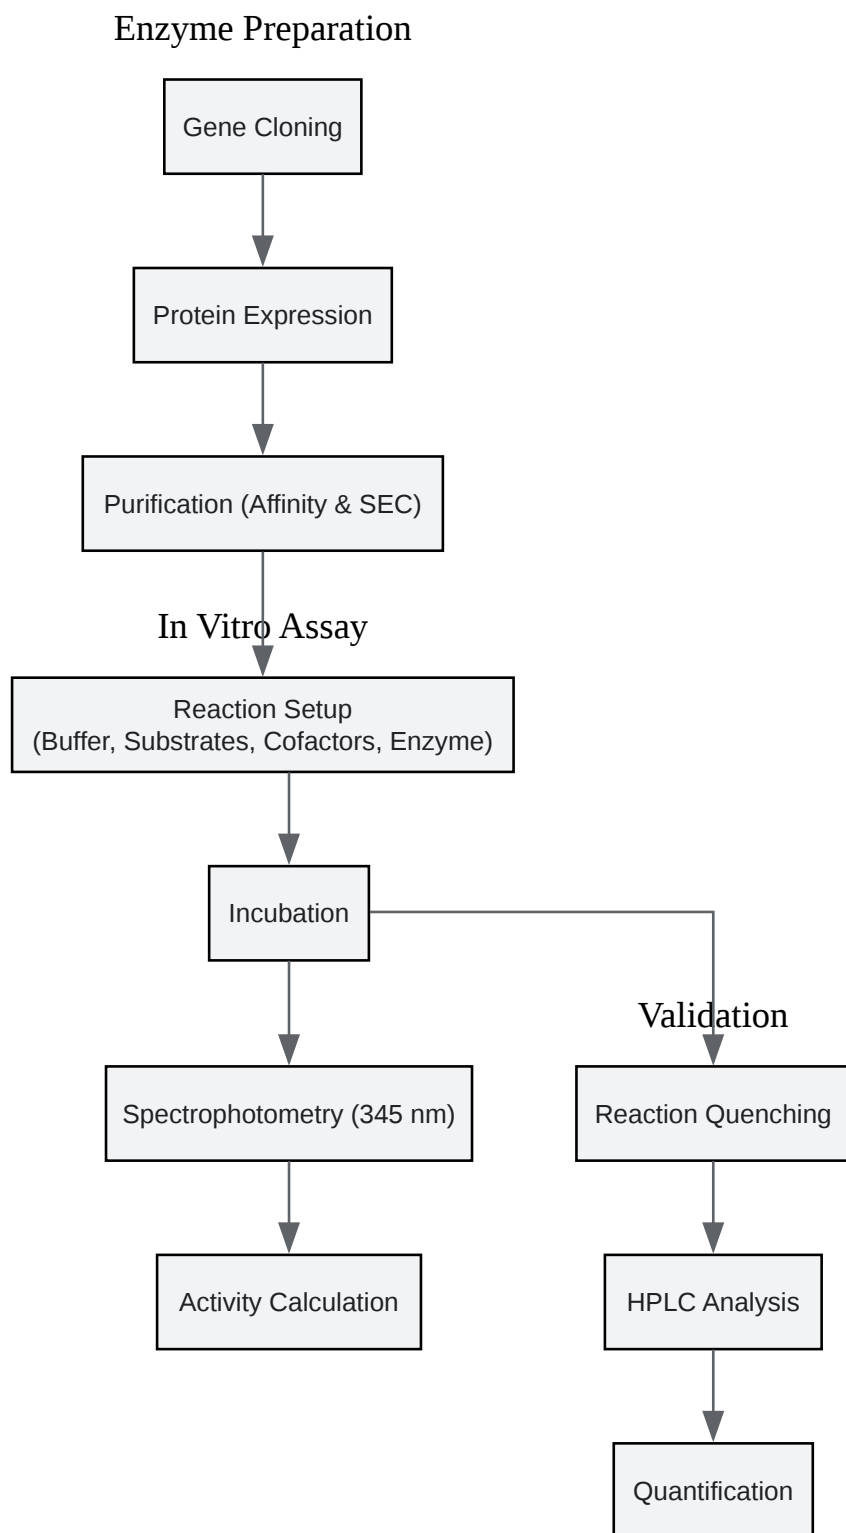 Enzyme Preparation
Gene Cloning
Protein Expression
Purification (Affinity & SEC)
In Vitro Assay
Reaction Setup
(Buffer, Substrates, Cofactors, Enzyme)
Incubation
Validation
Spectrophotometry (345 nm)
Reaction Quenching
Activity Calculation
HPLC Analysis
Quantification